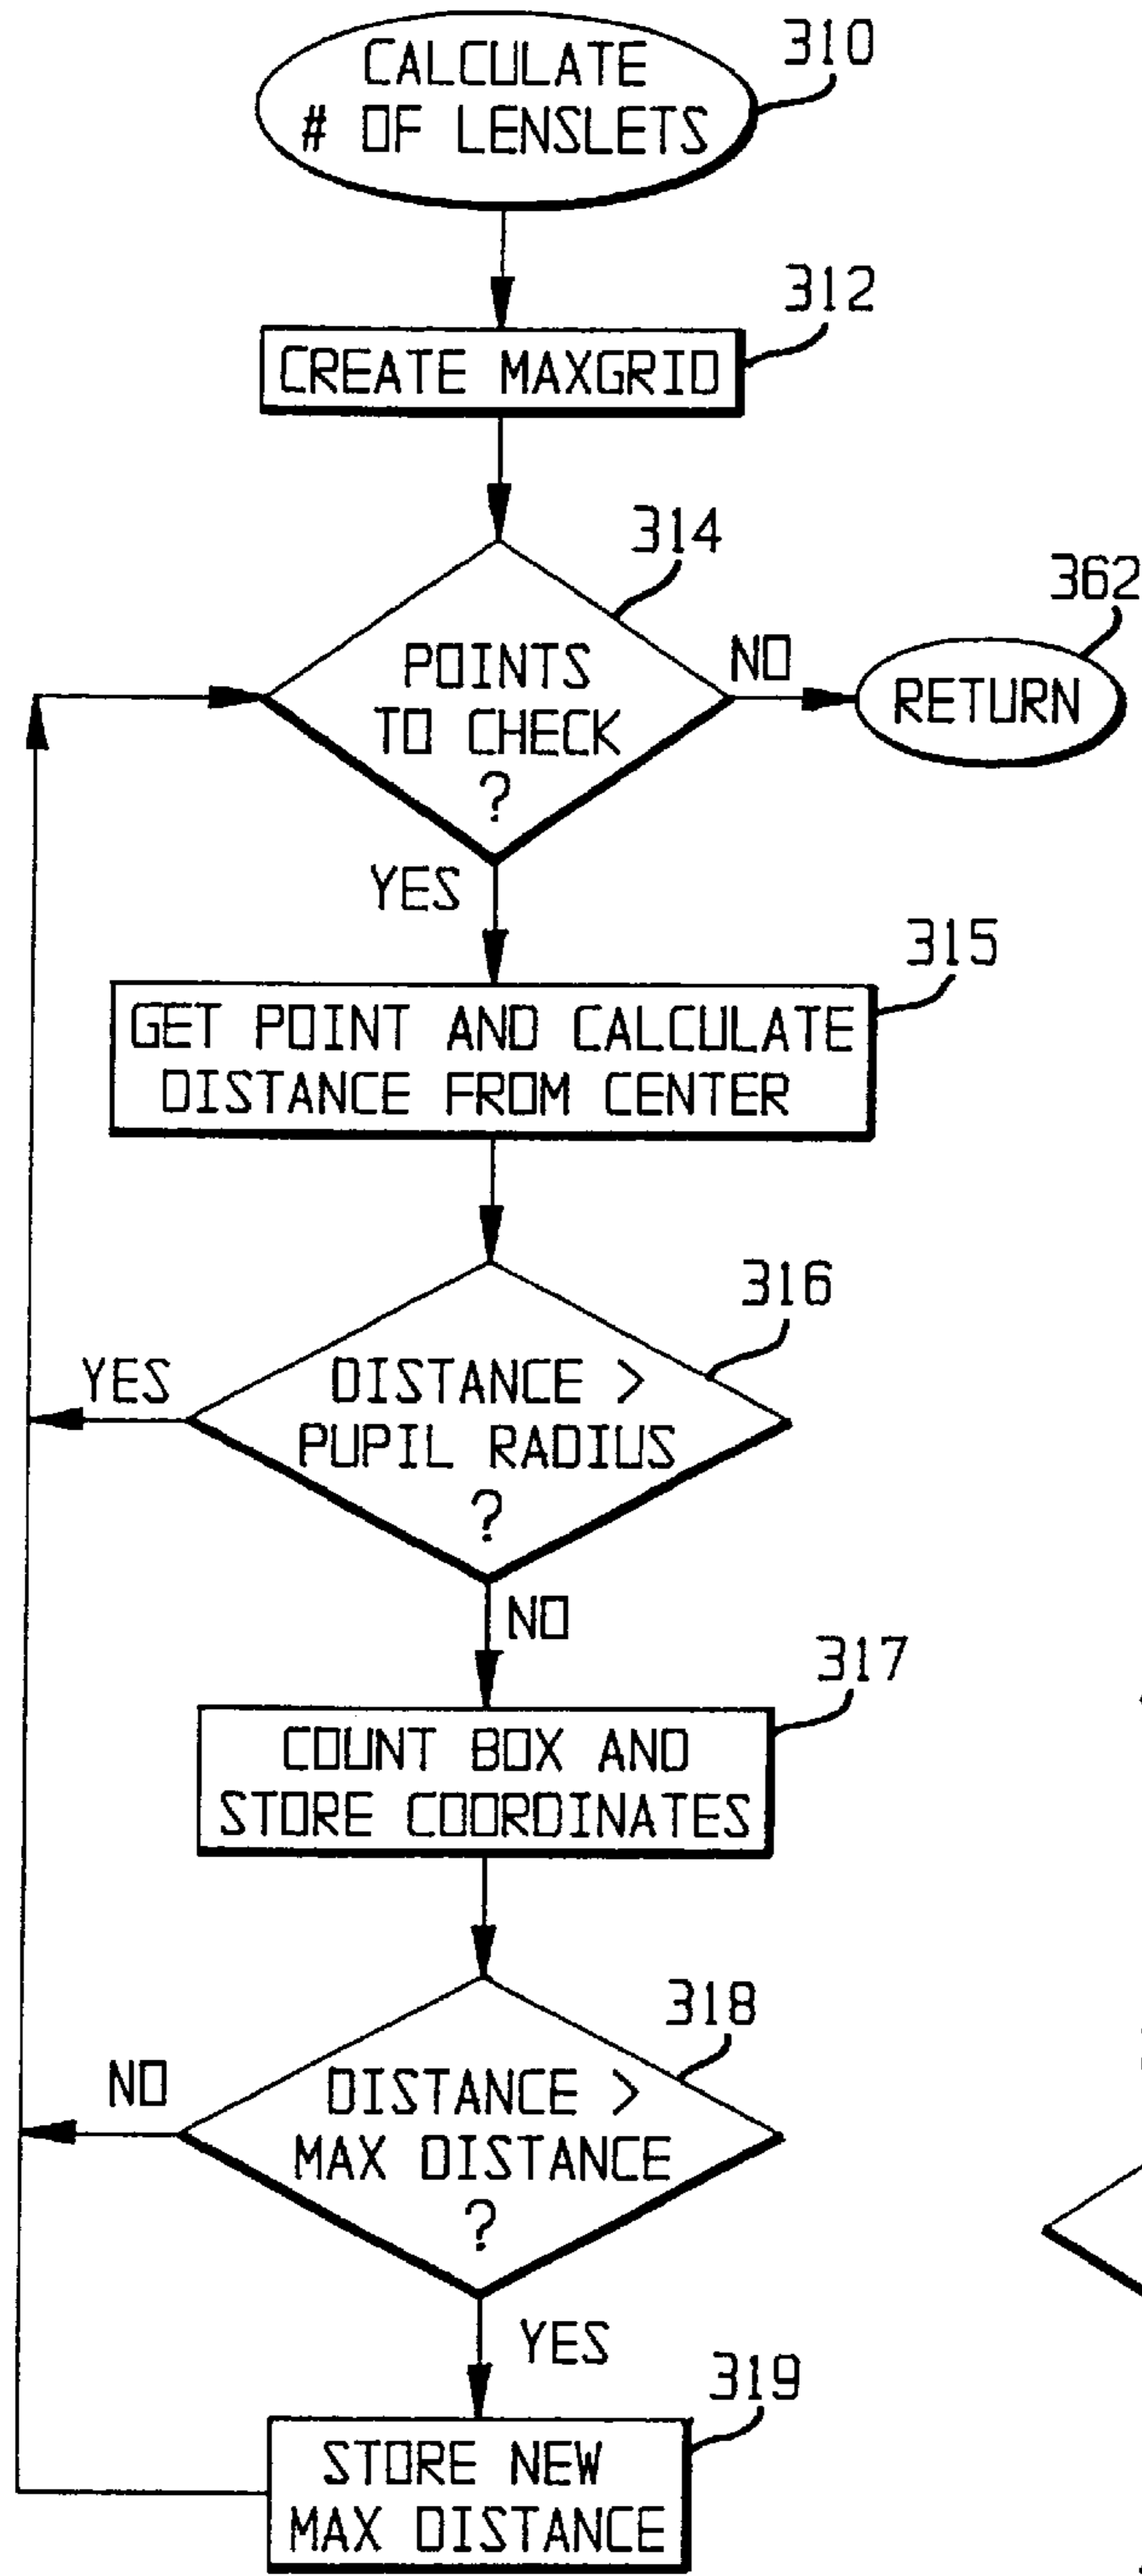 CALCULATE
# OF LENSLETS
310
CREATE MAXGRID
312
POINTS
TO CHECK
?
314
NO
RETURN
362
YES
GET POINT AND CALCULATE
DISTANCE FROM CENTER
315
DISTANCE >
PUPIL RADIUS
?
316
YES
NO
COUNT BOX AND
STORE COORDINATES
317
DISTANCE >
MAX DISTANCE
?
318
NO
YES
STORE NEW
MAX DISTANCE
319